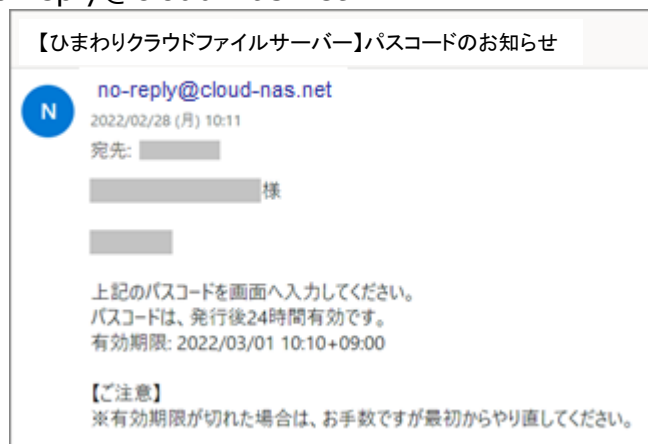 【ひまわりクラウドファイルサーバー】パスコードのお知らせ
N
no-reply@cloud-nas.net
2022/02/28 (月) 10:11
宛先:
様
上記のパスコードを画面へ入力してください。
パスコードは、発行後24時間有効です。
有効期限: 2022/03/01 10:10+09:00
【ご注意】
※有効期限が切れた場合は、お手数ですが最初からやり直してください。